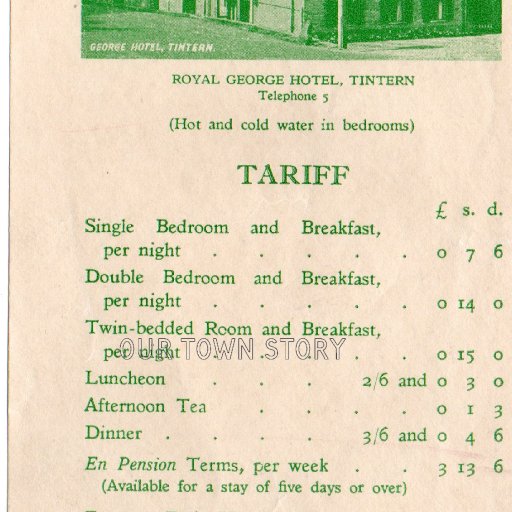 GEORGE HOTEL, TINTERN.
ROYAL GEORGE HOTEL, TINTERN
Telephone 5
(Hot and cold water in bedrooms)
TARIFF
£ s. d.
Single Bedroom and Breakfast,
per night . . . . . 0 7 6
Double Bedroom and Breakfast,
per night . . . . . 0 14 0
Twin-bedded Room and Breakfast,
per night . . . . . 0 15 0
OUR TOWN STORY
Luncheon . . . 2/6 and 0 3 0
Afternoon Tea . . . . 0 1 3
Dinner . . . . 3/6 and 0 4 6
En Pension Terms, per week . . 3 13 6
(Available for a stay of five days or over)